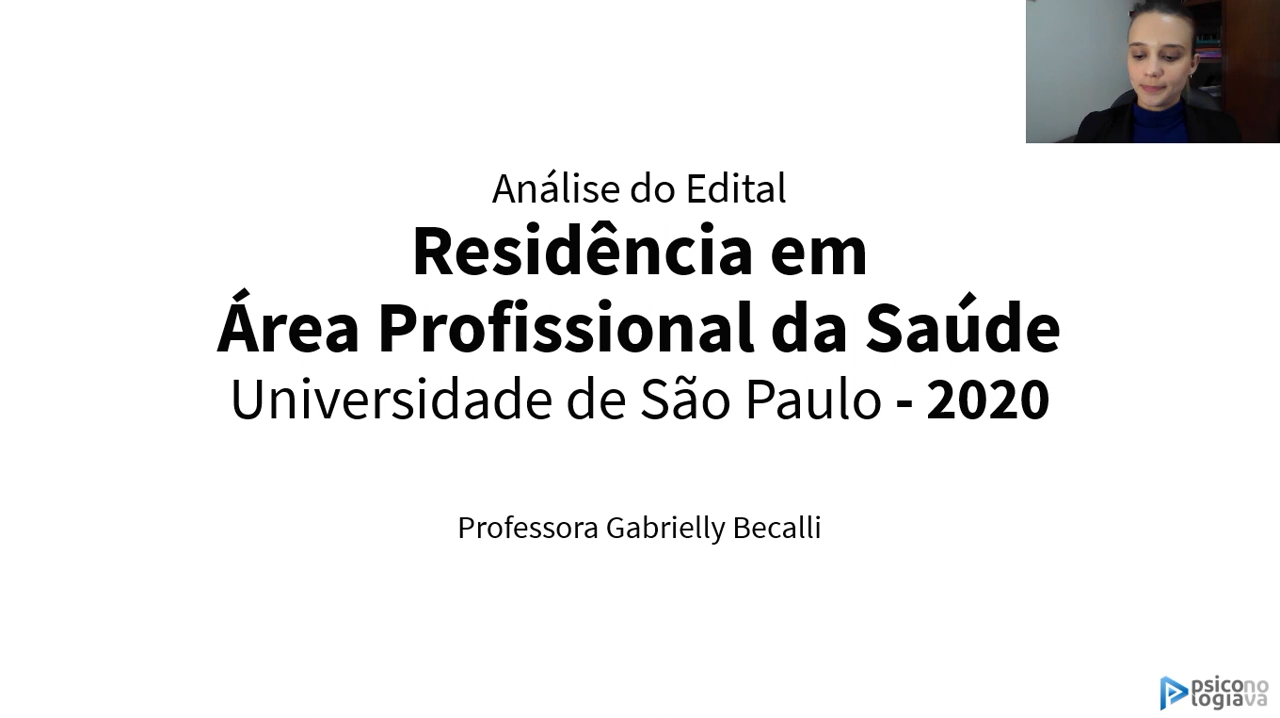 Análise do Edital
Residência em
Área Profissional da Saúde
Universidade de São Paulo - 2020
Professora Gabrielly Becalli
psicono
logiava